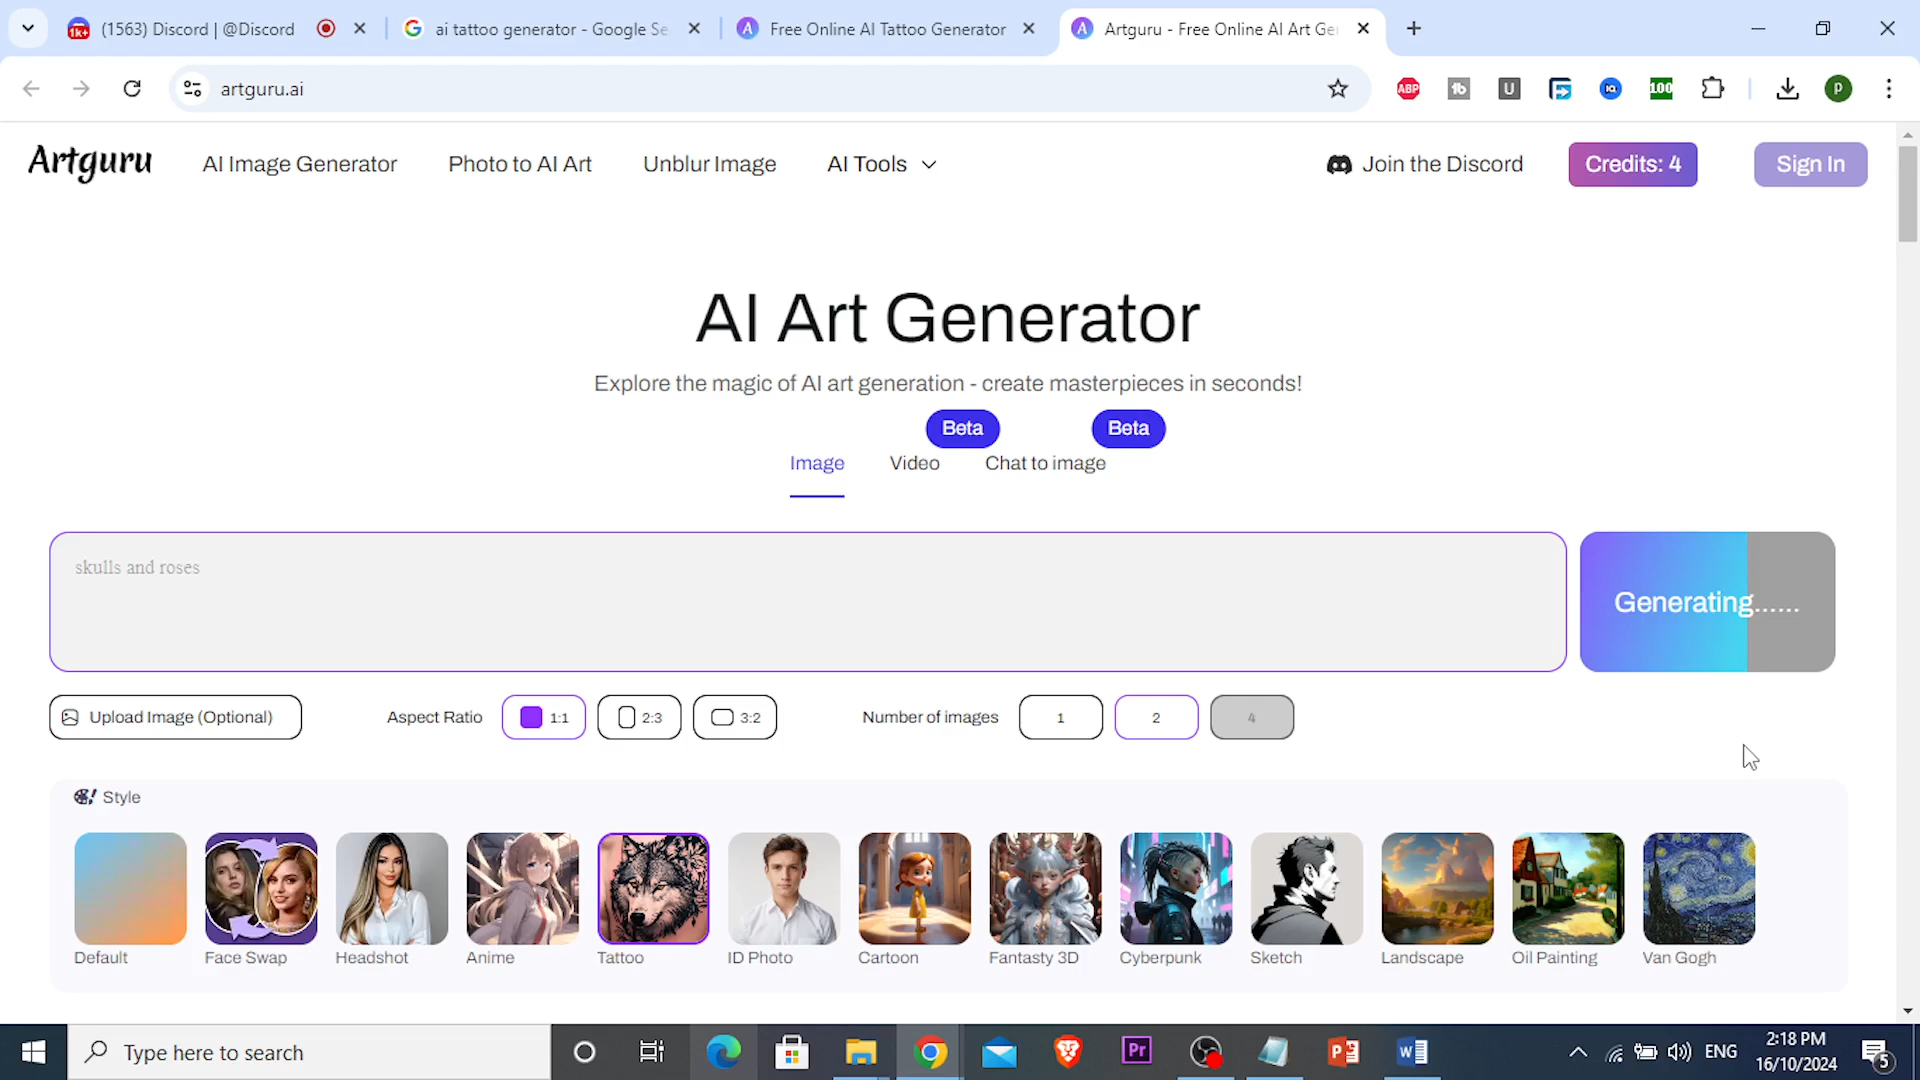 (1563) Discord | @Discord
ai tattoo generator - Google Se
Free Online AI Tattoo Generator
Artguru - Free Online AI Art Ge
artguru.ai
ABP
U
IQ
100
p
Artguru
AI Image Generator
Photo to AI Art
Unblur Image
AI Tools
Join the Discord
Credits: 4
Sign In
AI Art Generator
Explore the magic of AI art generation - create masterpieces in seconds!
Beta
Beta
Image
Video
Chat to image
skulls and roses
Generating......
Upload Image (Optional)
Aspect Ratio
1:1
2:3
3:2
Number of images
1
2
4
Style
Default
Face Swap
Headshot
Anime
Tattoo
ID Photo
Cartoon
Fantasty 3D
Cyberpunk
Sketch
Landscape
Oil Painting
Van Gogh
Type here to search
Pr
ENG
2:18 PM
16/10/2024
5